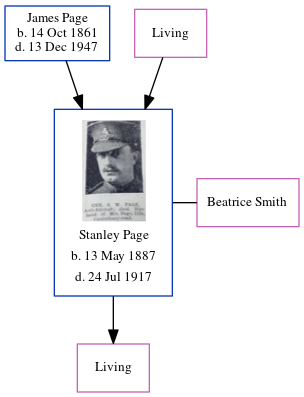 James Page
b. 14 Oct 1861
d. 13 Dec 1947
Living
Stanley Page
b. 13 May 1887
d. 24 Jul 1917
Beatrice Smith
Living